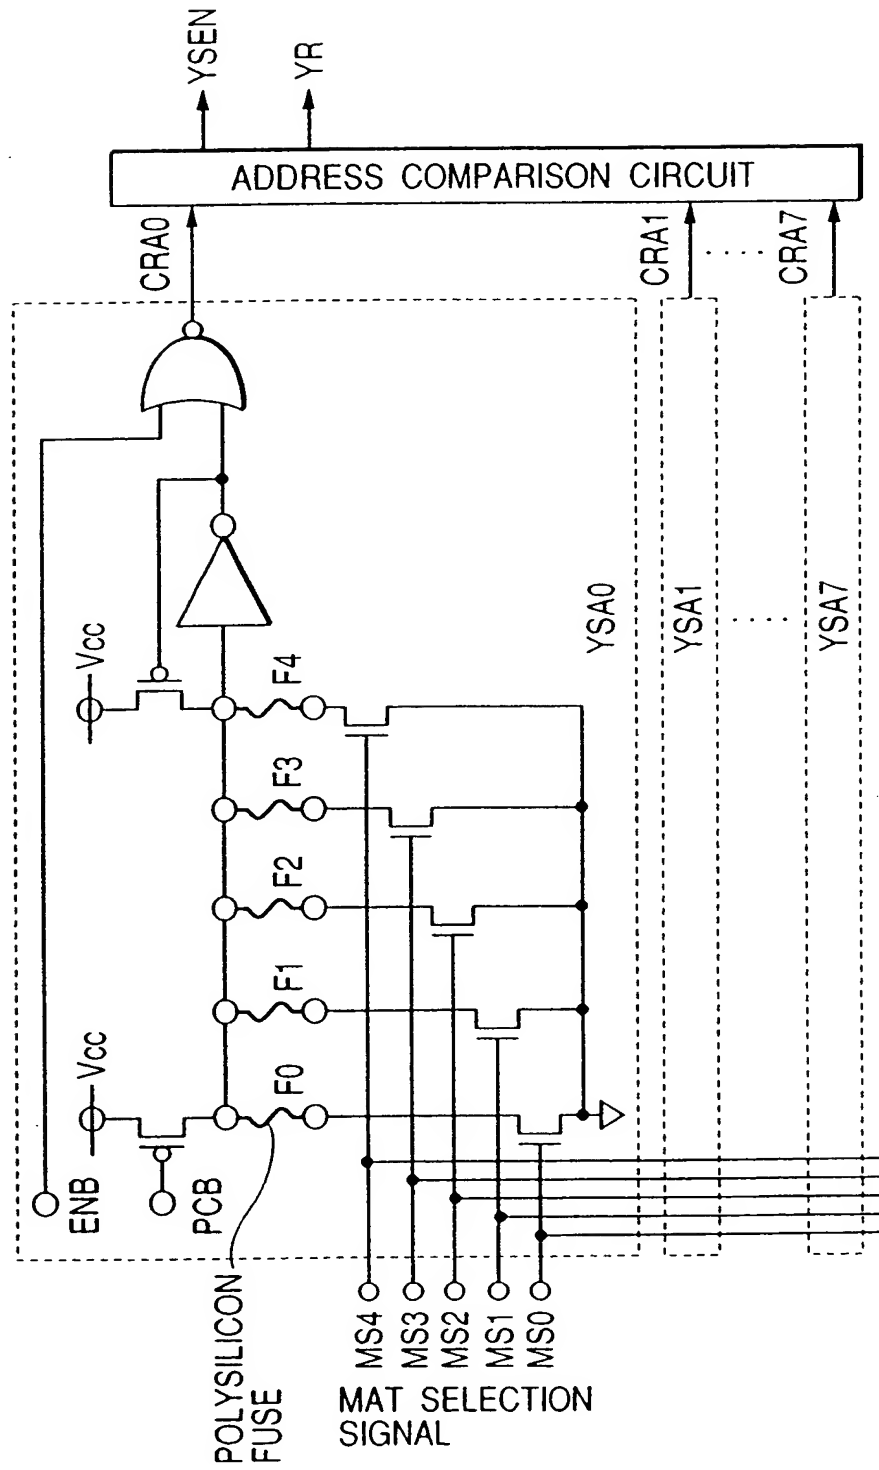 ENB
PCB
Vcc
Vcc
POLYSILICON
FUSE
F0
F1
F2
F3
F4
MS4
MS3
MS2
MS1
MS0
MAT SELECTION
SIGNAL
YSA0
YSA1
.....
YSA7
CRA0
CRA1
.....
CRA7
ADDRESS COMPARISON CIRCUIT
YSEN
YR